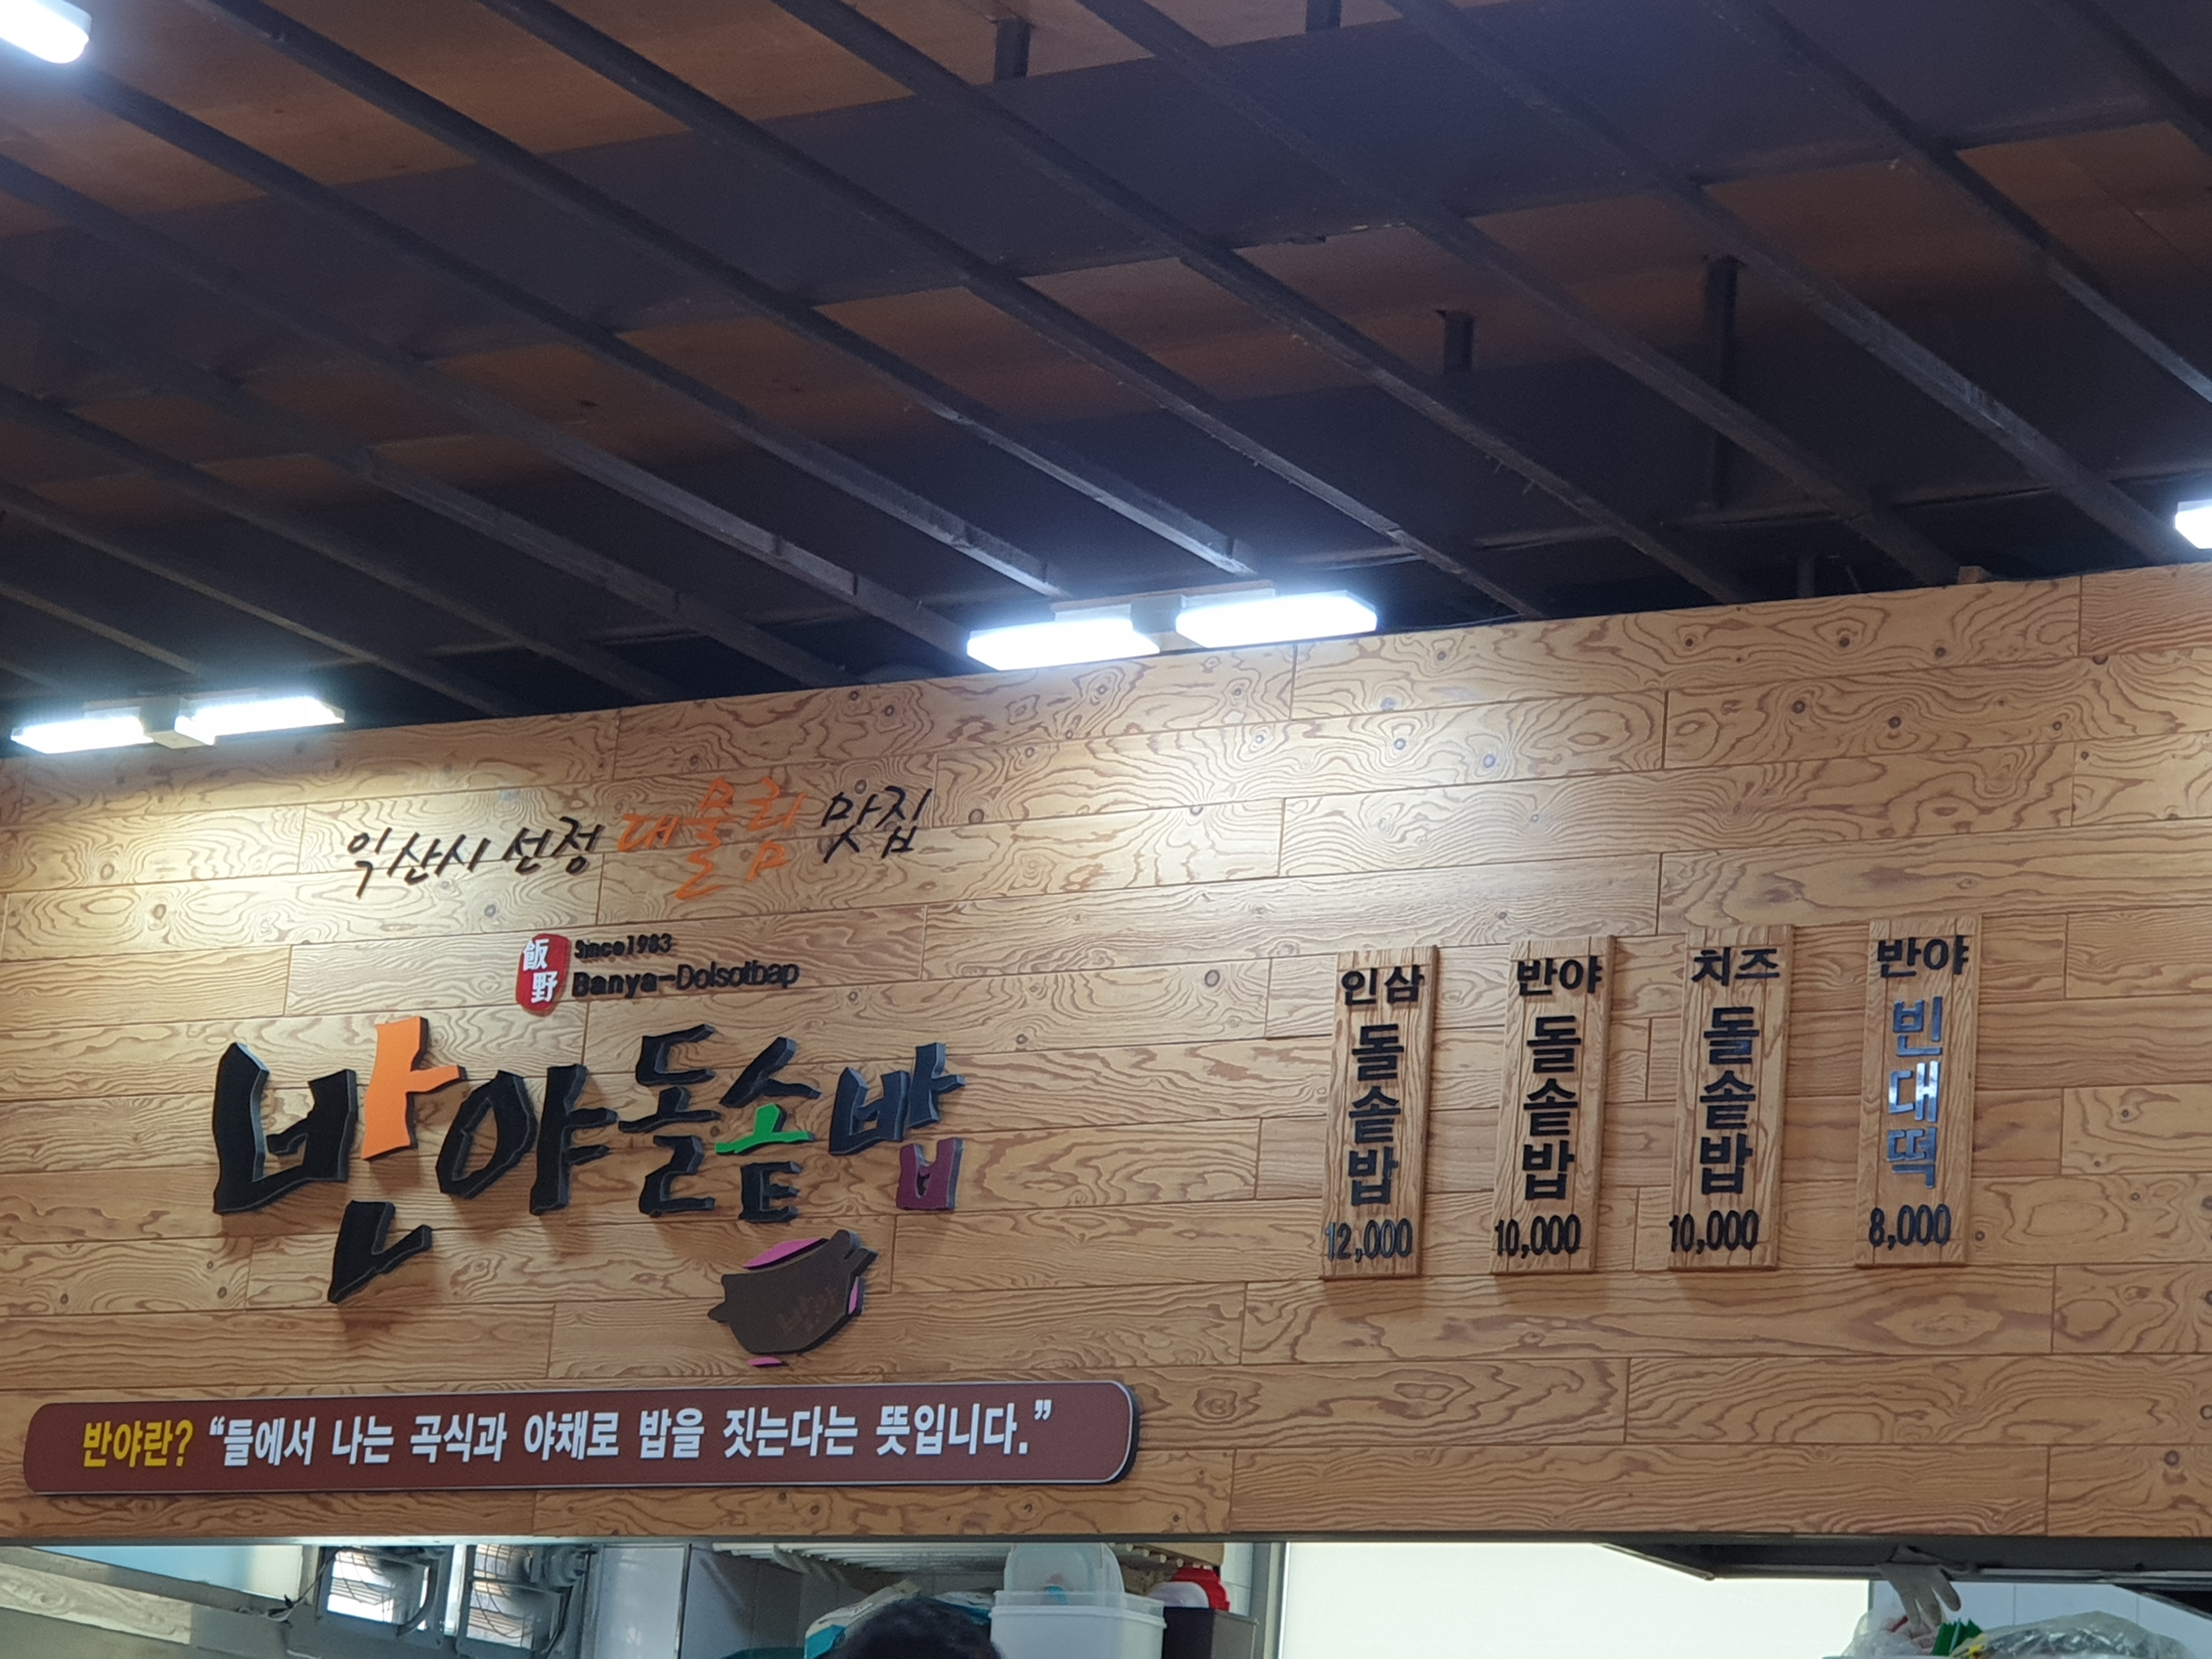 익산시 선정 대물림 맛집
飯野
Since1983
Banya-Dolsotbap
반야돌솥밥
반야란? “들에서 나는 곡식과 야채로 밥을 짓는다는 뜻입니다.”
인삼 돌솥밥 12,000
반야 돌솥밥 10,000
치즈 돌솥밥 10,000
반야 빈대떡 8,000